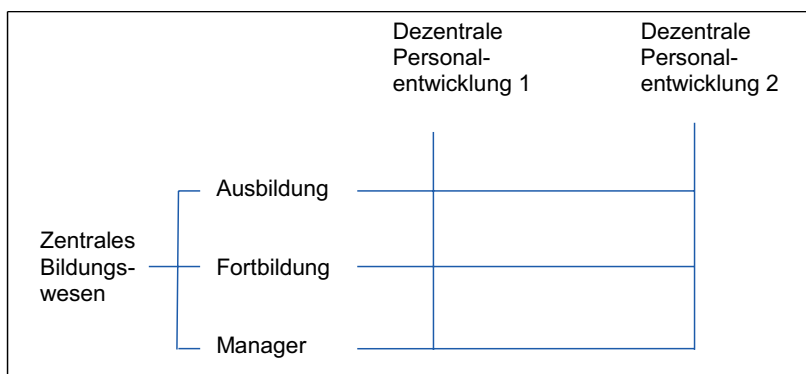 Dezentrale
Personal-
entwicklung 1
Dezentrale
Personal-
entwicklung 2
Ausbildung
Zentrales
Bildungs-
wesen
Fortbildung
Manager